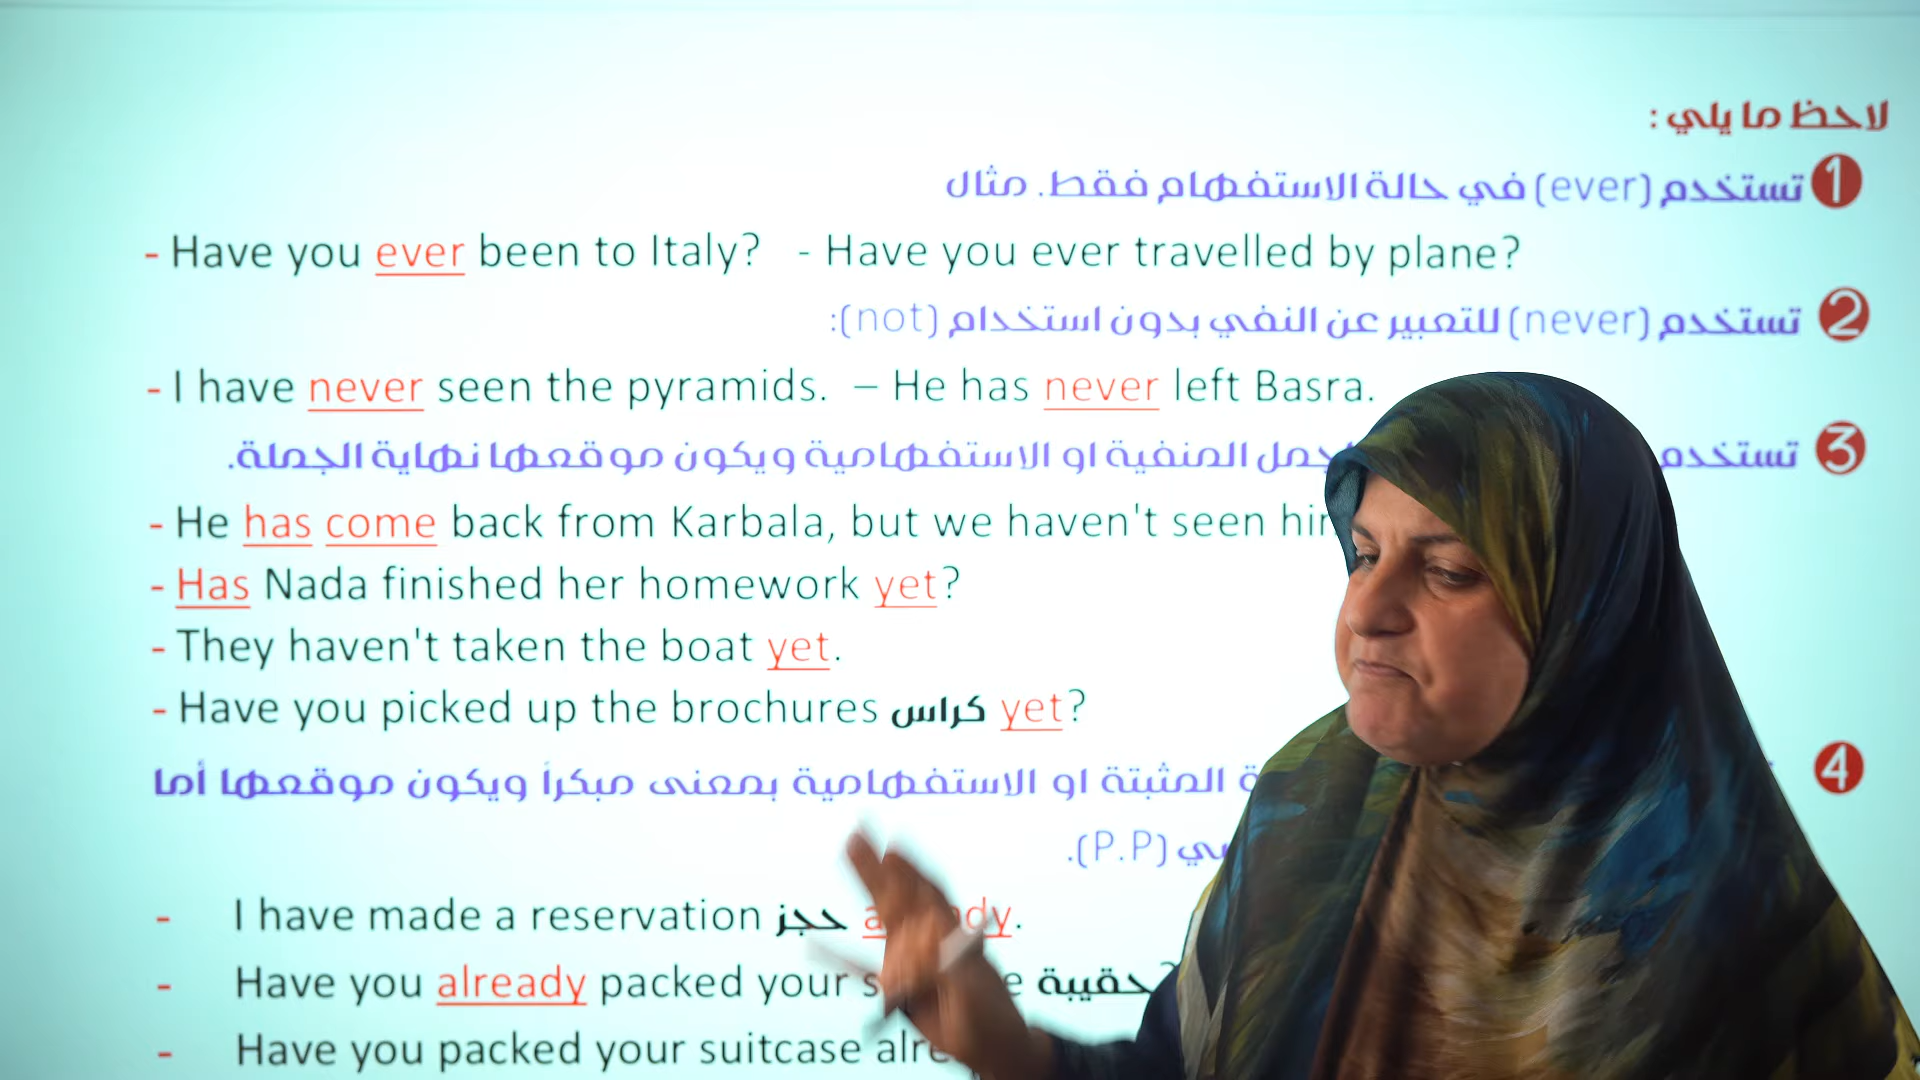 لاحظ ما يلي :
1 تستخدم (ever) في حالة الاستفهام فقط. مثال
- Have you ever been to Italy? - Have you ever travelled by plane?
2 تستخدم (never) للتعبير عن النفي بدون استخدام (not):
- I have never seen the pyramids. – He has never left Basra.
3 تستخدم المنفية او الاستفهامية ويكون موقعها نهاية الجملة.
- He has come back from Karbala, but we haven't seen
- Has Nada finished her homework yet?
- They haven't taken the boat yet.
- Have you picked up the brochures كراس yet?
4 المثبتة او الاستفهامية بمعنى مبكراً ويكون موقعها أما
(P.P).
- I have made a reservation حجز
- Have you already packed your حقيبة
- Have you packed your suitcase